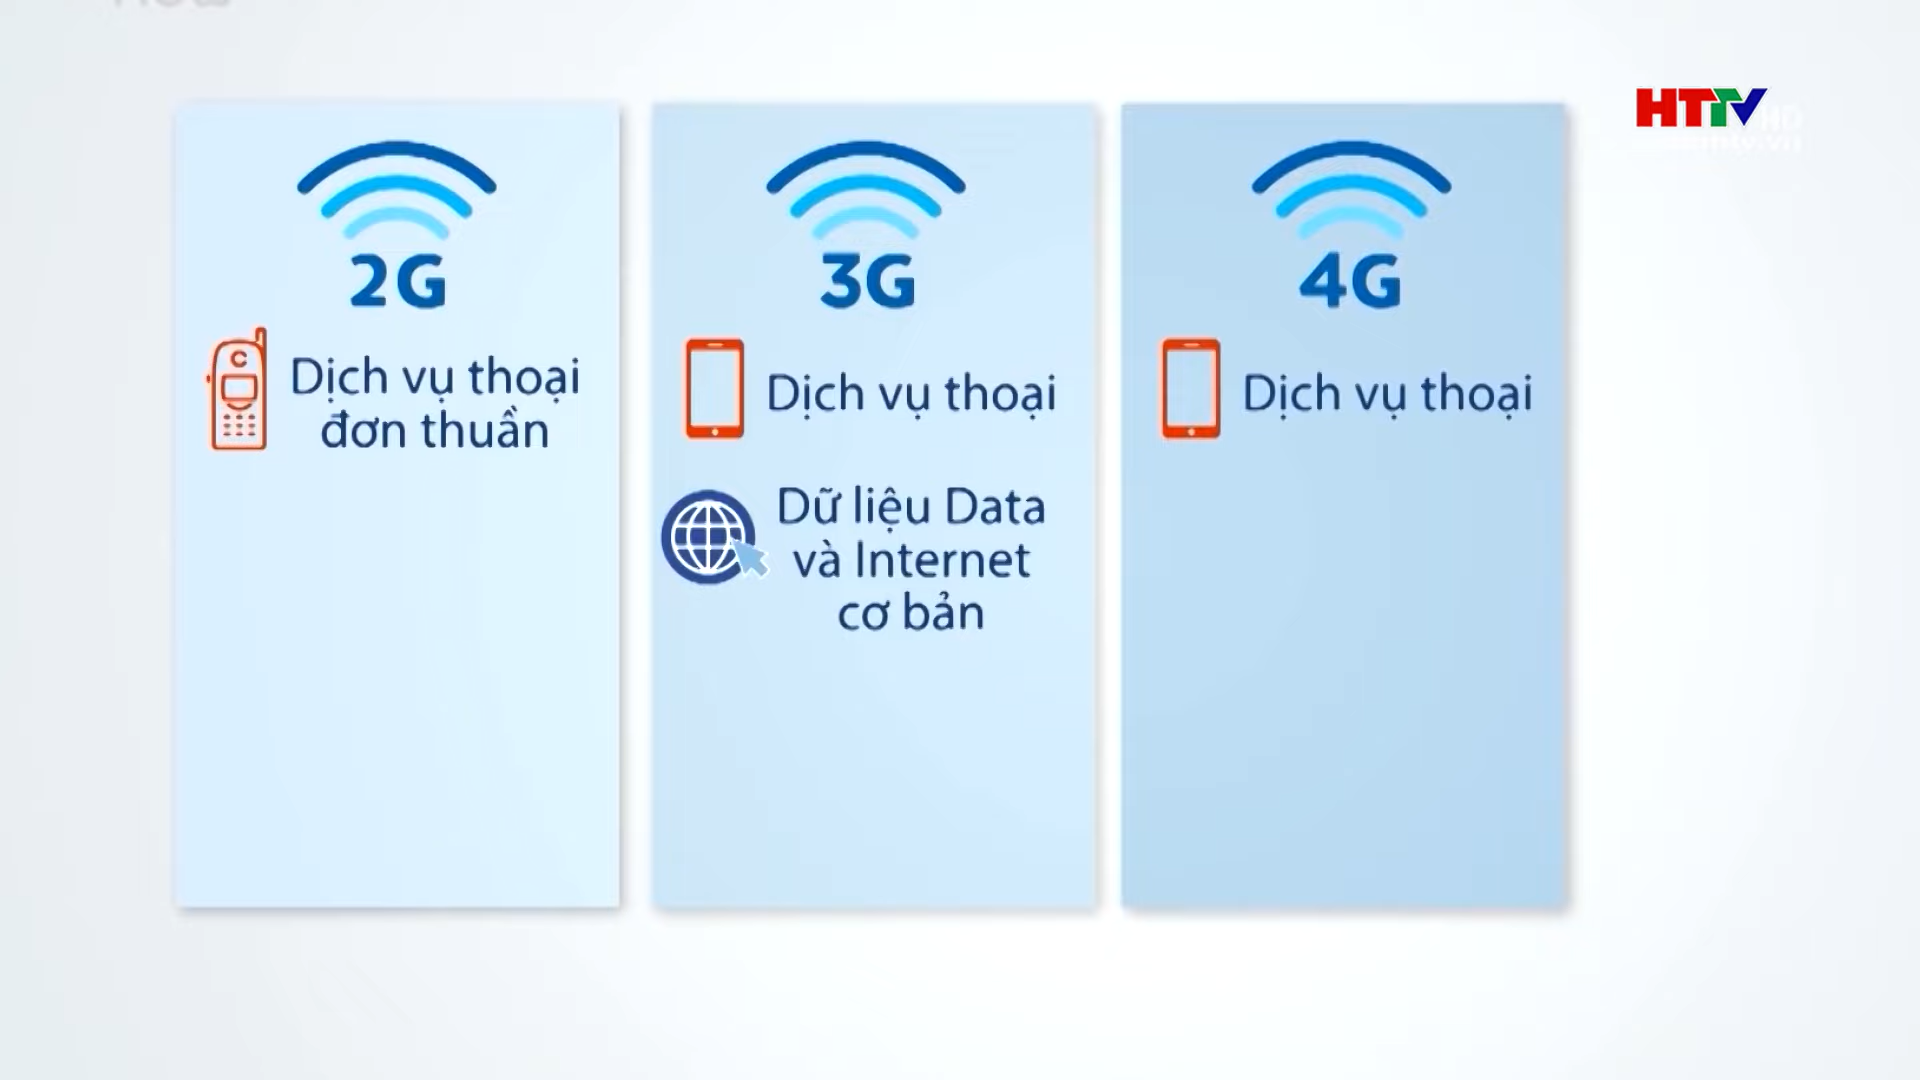 HTTV
2G
Dịch vụ thoại
đơn thuần
3G
Dịch vụ thoại
Dữ liệu Data
và Internet
cơ bản
4G
Dịch vụ thoại